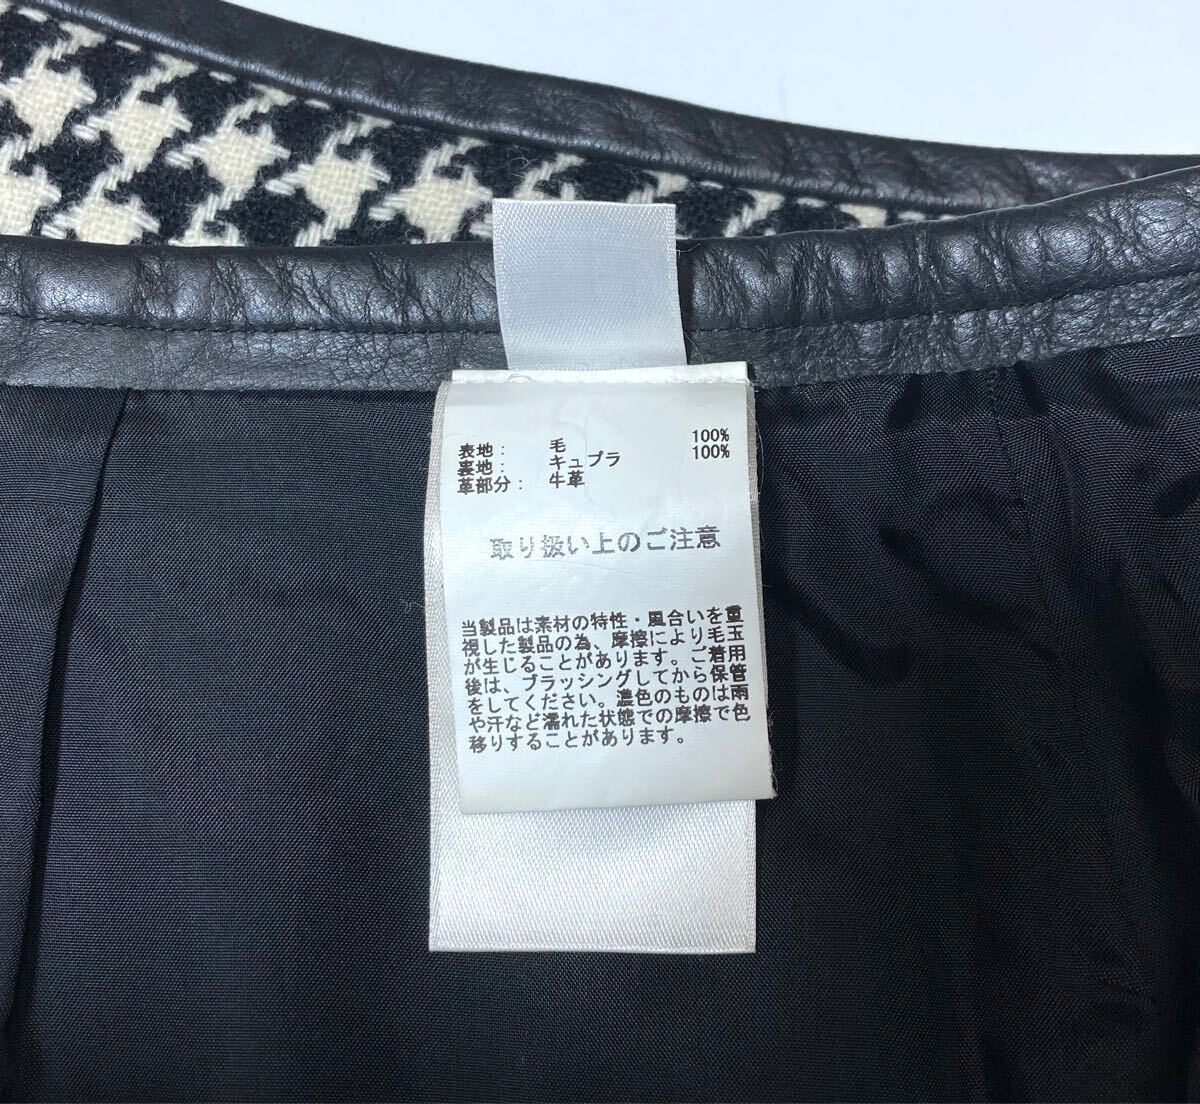 表地： 毛 100%
裏地： キュプラ 100%
革部分： 牛革
取り扱い上のご注意
当製品は素材の特性・風合いを重
視した製品の為、摩擦により毛玉
が生じることがあります。ご着用
後は、ブラッシングしてから保管
をしてください。濃色のものは雨
や汗など濡れた状態での摩擦で色
移りすることがあります。